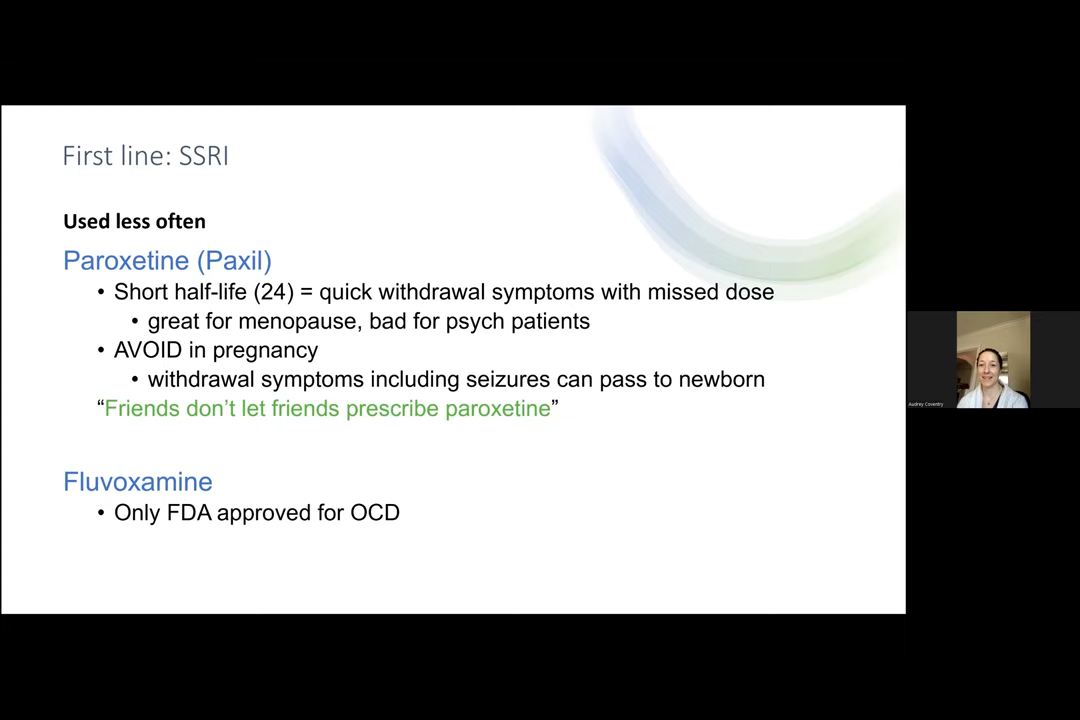 First line: SSRI
Used less often
Paroxetine (Paxil)
• Short half-life (24) = quick withdrawal symptoms with missed dose
• great for menopause, bad for psych patients
• AVOID in pregnancy
• withdrawal symptoms including seizures can pass to newborn
“Friends don’t let friends prescribe paroxetine”
Fluvoxamine
• Only FDA approved for OCD
Audrey Coventry